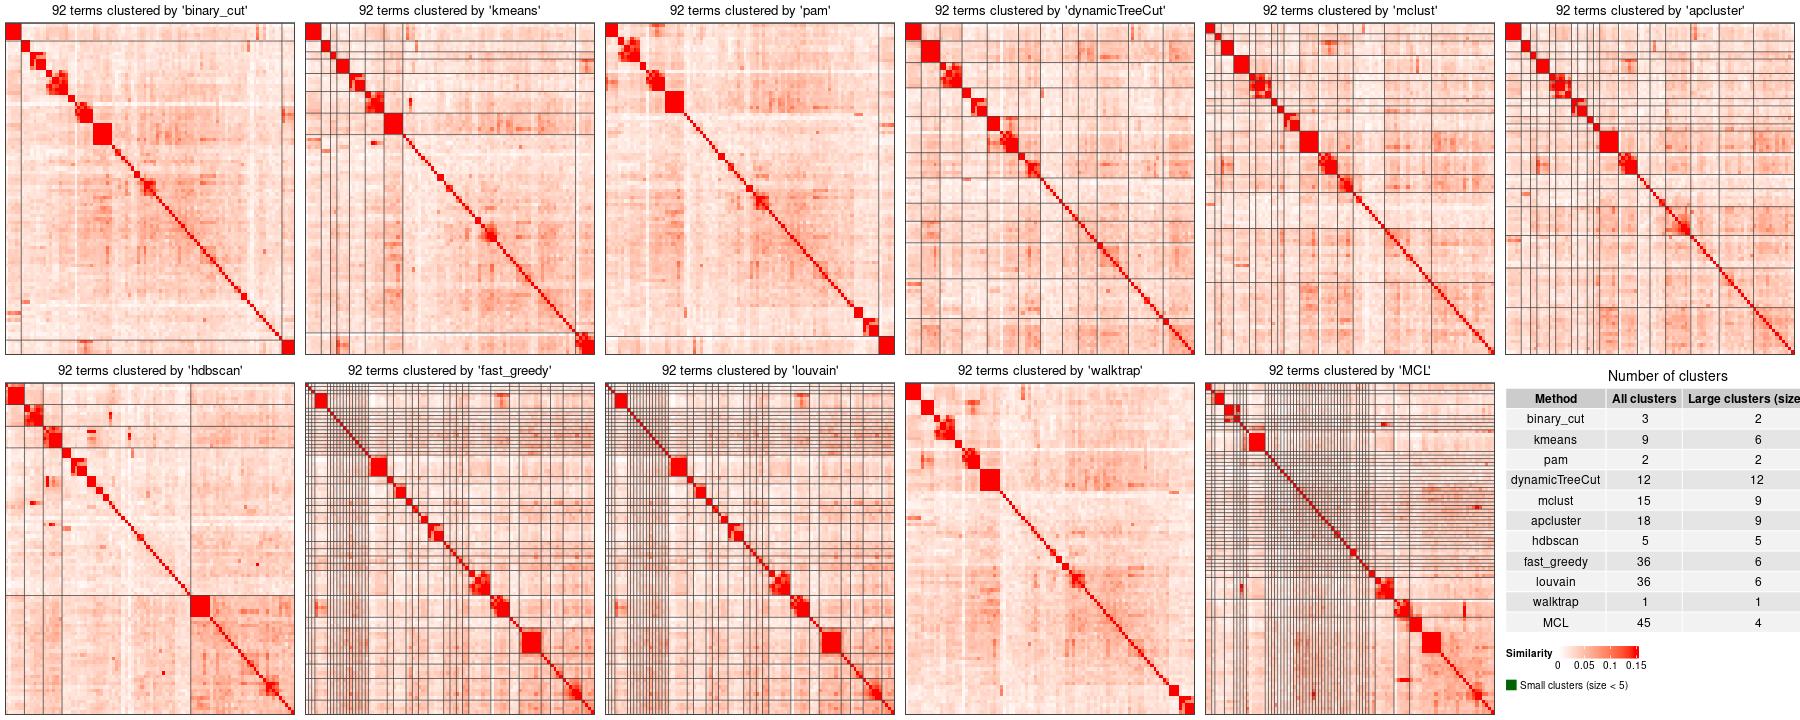 92 terms clustered by 'binary_cut'
92 terms clustered by 'kmeans'
92 terms clustered by 'pam'
92 terms clustered by 'dynamicTreeCut'
92 terms clustered by 'mclust'
92 terms clustered by 'apcluster'
92 terms clustered by 'hdbscan'
92 terms clustered by 'fast_greedy'
92 terms clustered by 'louvain'
92 terms clustered by 'walktrap'
92 terms clustered by 'MCL'
Number of clusters
Method All clusters Large clusters (size
binary_cut 3 2
kmeans 9 6
pam 2 2
dynamicTreeCut 12 12
mclust 15 9
apcluster 18 9
hdbscan 5 5
fast_greedy 36 6
louvain 36 6
walktrap 1 1
MCL 45 4
Similarity
0 0.05 0.1 0.15
Small clusters (size < 5)